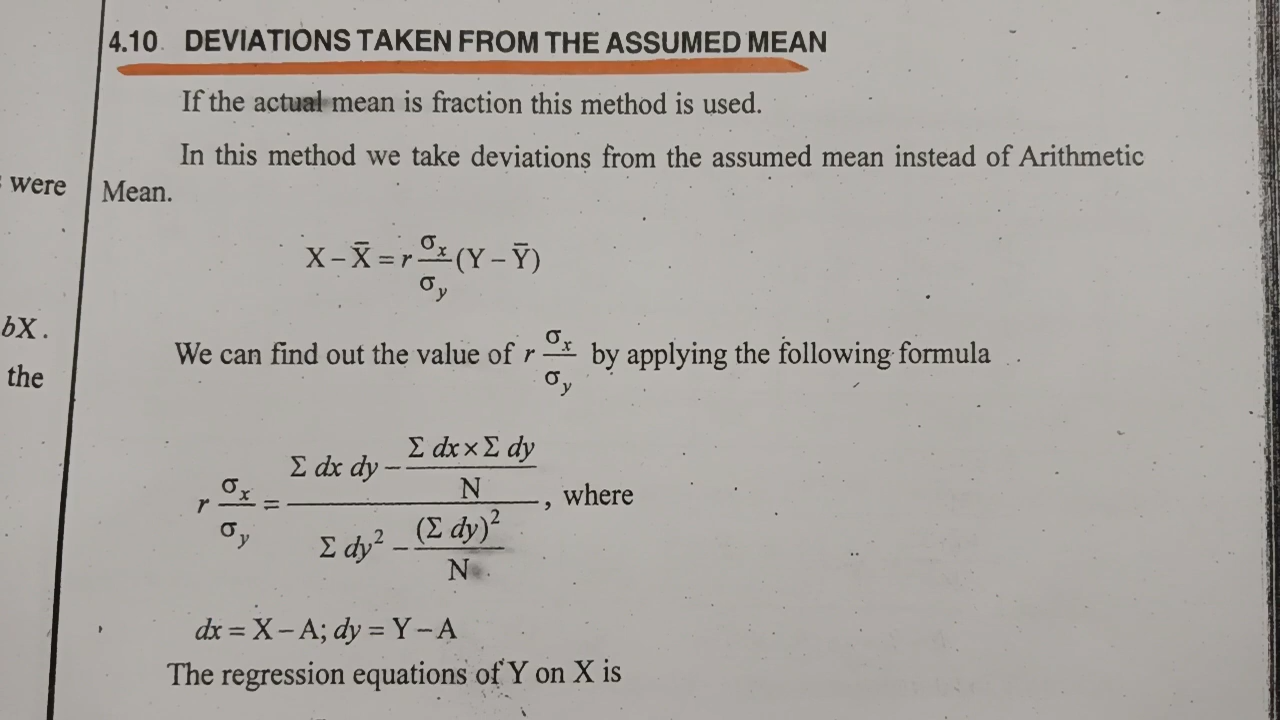 4.10 DEVIATIONS TAKEN FROM THE ASSUMED MEAN
If the actual mean is fraction this method is used.
In this method we take deviations from the assumed mean instead of Arithmetic
were
Mean.
X – X̄ = r σx/σy (Y – Ȳ)
bX.
We can find out the value of r σx/σy by applying the following formula
the
r σx/σy = (Σ dx dy – (Σ dx × Σ dy)/N) / (Σ dy² – (Σ dy)²/N), where
dx = X – A; dy = Y – A
The regression equations of Y on X is